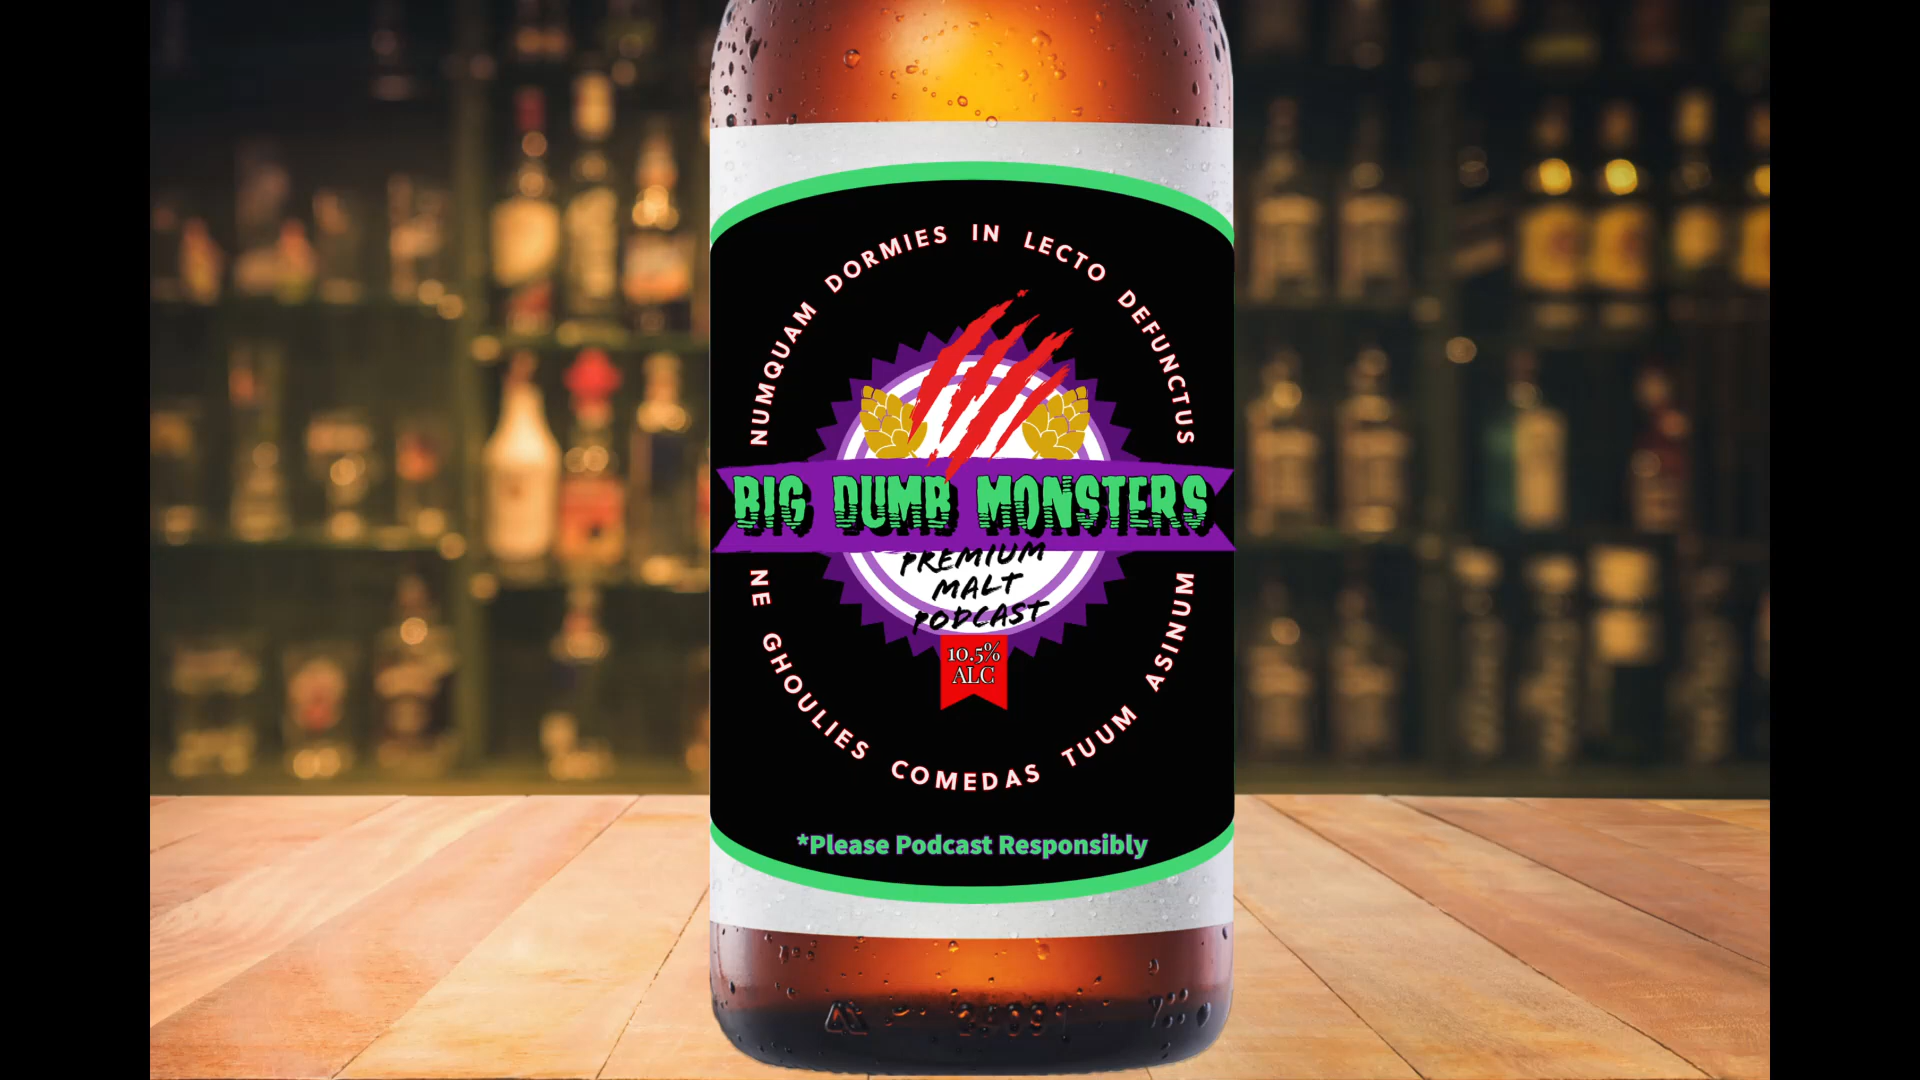 NUMQUAM DORMIES IN LECTO DEFUNCTUS
BIG DUMB MONSTERS
PREMIUM
MALT
PODCAST
10.5%
ALC
NE GHOULIES COMEDAS TUUM ASINUM
*Please Podcast Responsibly